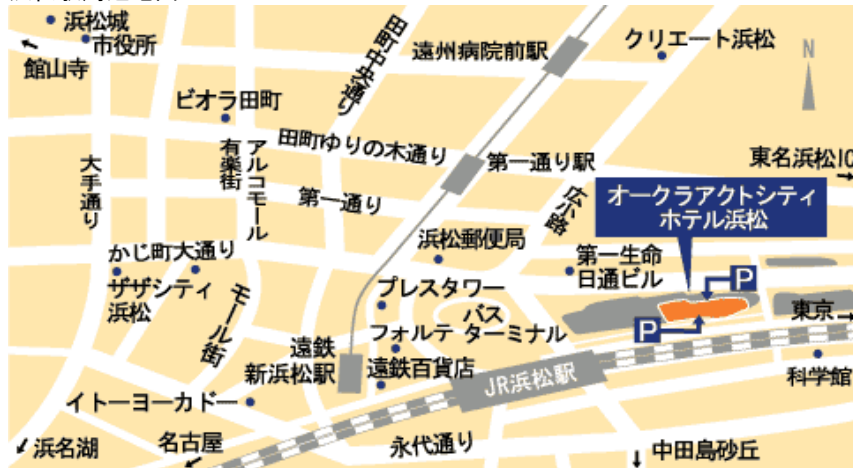 浜松城
市役所
館山寺
田町中央通り
遠州病院前駅
クリエート浜松
N
ビオラ田町
田町ゆりの木通り
第一通り駅
東名浜松IC
大手通り
有楽街
アルコモール
第一通り
広小路
オークラアクトシティ
ホテル浜松
浜松郵便局
第一生命
日通ビル
かじ町大通り
ザザシティ
浜松
モール街
プレスタワー
バス
ターミナル
フォルテ
P
P
東京
遠鉄
新浜松駅
遠鉄百貨店
JR浜松駅
科学館
イトーヨーカドー
浜名湖
名古屋
永代通り
中田島砂丘